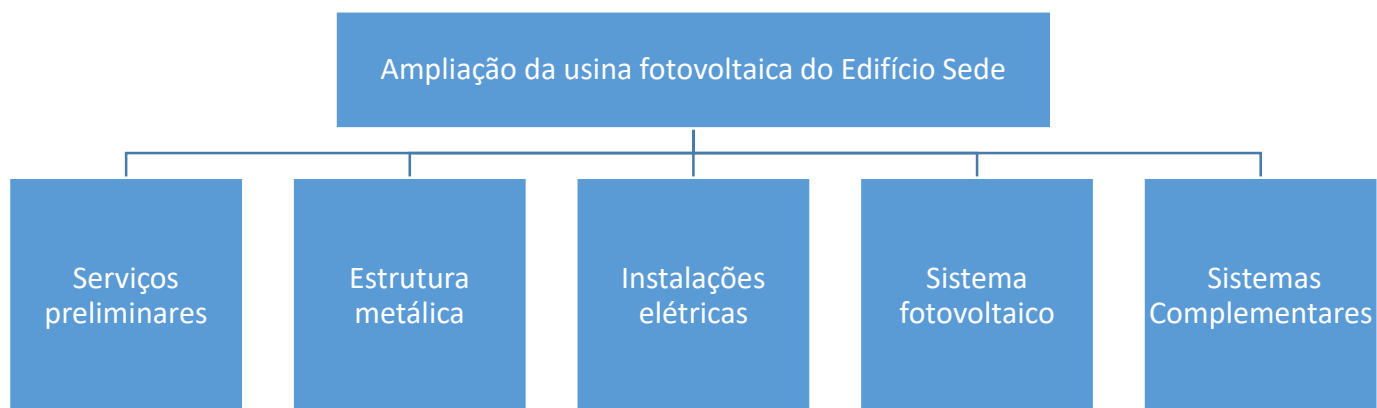 Ampliação da usina fotovoltaica do Edifício Sede
Serviços
preliminares
Estrutura
metálica
Instalações
elétricas
Sistema
fotovoltaico
Sistemas
Complementares